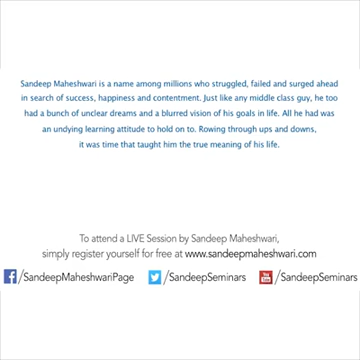 Sandeep Maheshwari is a name among millions who struggled, failed and surged ahead
in search of success, happiness and contentment. Just like any middle class guy, he too
had a bunch of unclear dreams and a blurred vision of his goals in life. All he had was
an undying learning attitude to hold on to. Rowing through ups and downs,
it was time that taught him the true meaning of his life.
To attend a LIVE Session by Sandeep Maheshwari,
simply register yourself for free at www.sandeepmaheshwari.com
f/SandeepMaheshwariPage /SandeepSeminars You Tube /SandeepSeminars